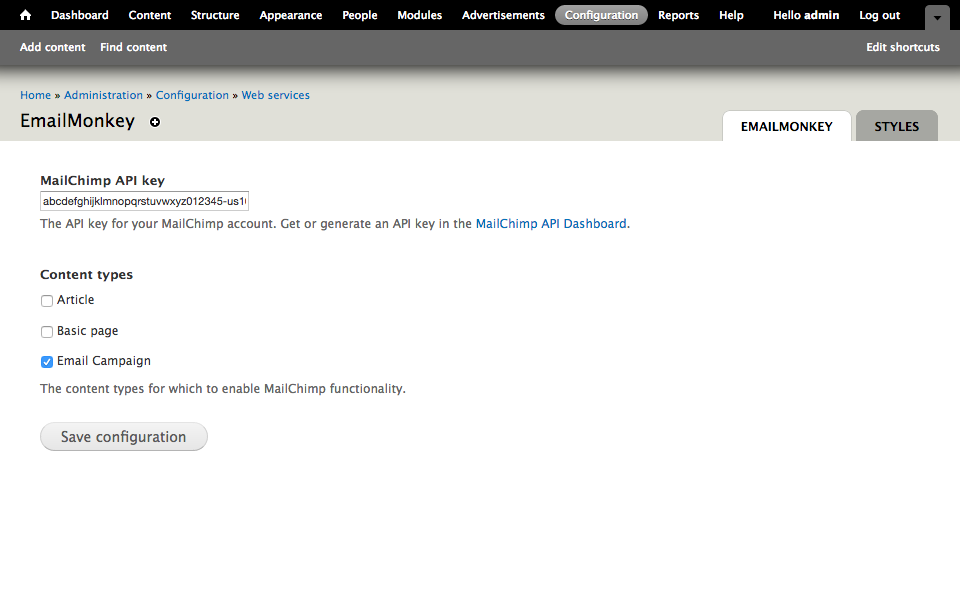 Dashboard Content Structure Appearance People Modules Advertisements Configuration Reports Help Hello admin Log out
Add content Find content Edit shortcuts
Home » Administration » Configuration » Web services
EmailMonkey
EMAILMONKEY STYLES
MailChimp API key
abcdefghijklmnopqrstuvwxyz012345-us1
The API key for your MailChimp account. Get or generate an API key in the MailChimp API Dashboard.
Content types
Article
Basic page
Email Campaign
The content types for which to enable MailChimp functionality.
Save configuration